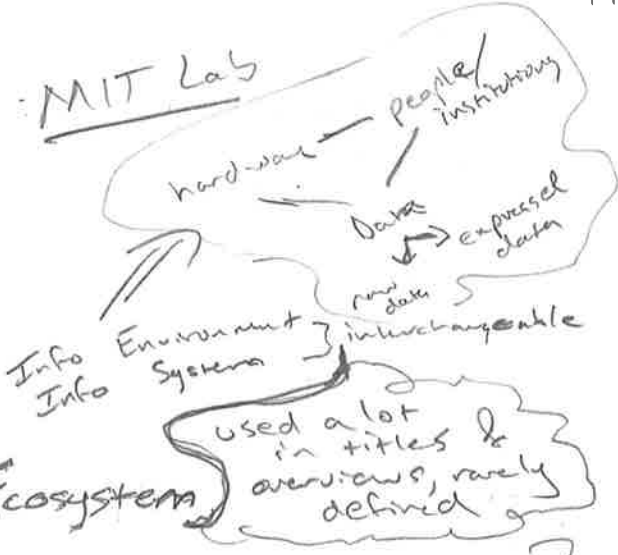 : MIT Lab
people/
institutions
hardware
Data
expressed
data
raw
data
Info Environment
Info System
interchangeable
used a lot
in titles &
overviews, rarely
defined
Ecosystem